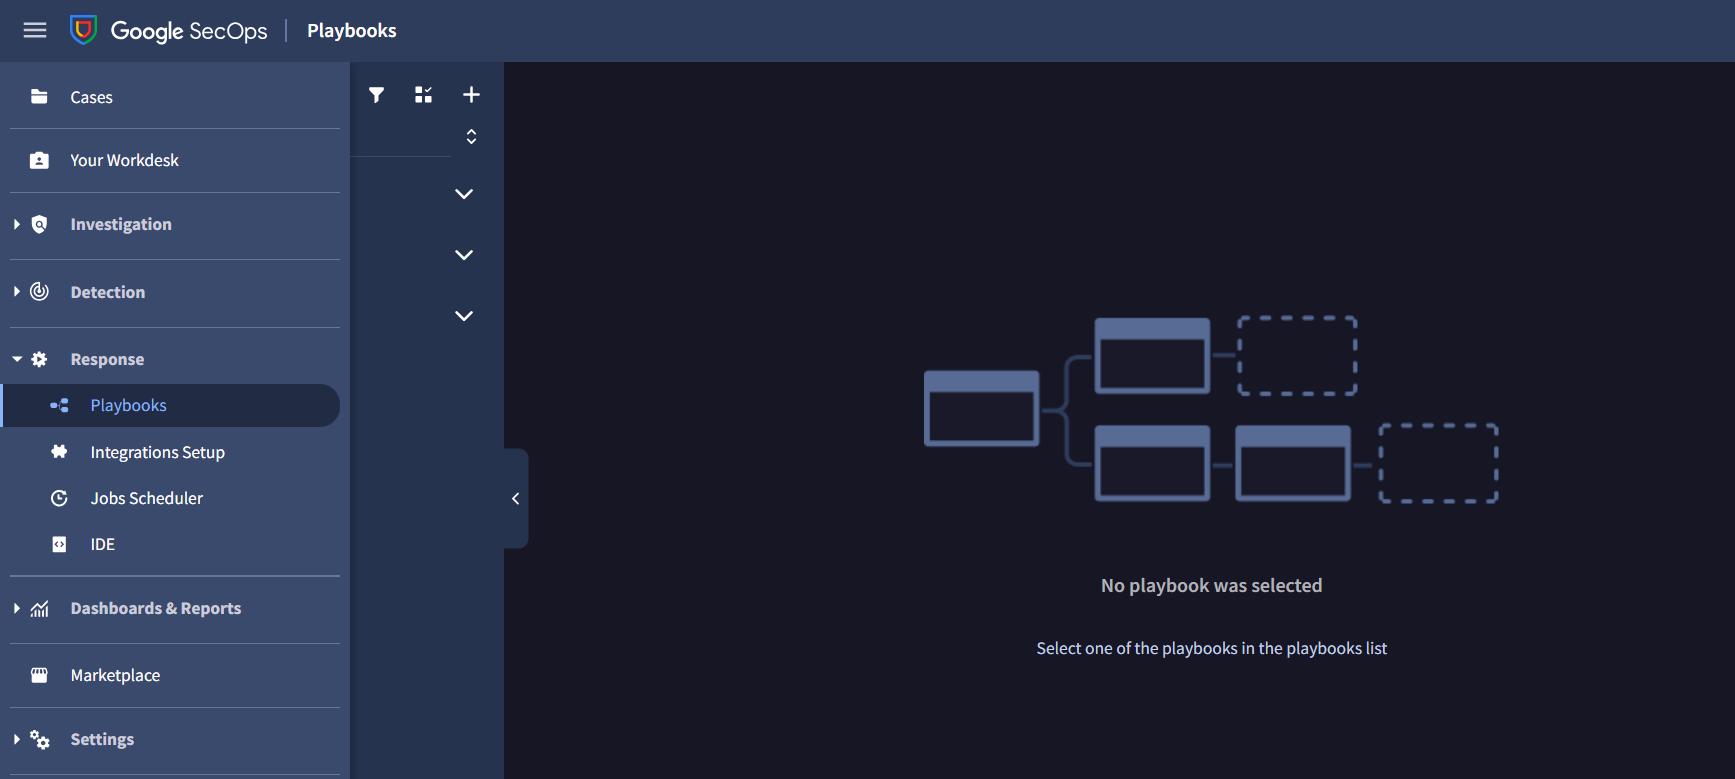 Google SecOps
Playbooks
Cases
Your Workdesk
Investigation
Detection
Response
Playbooks
Integrations Setup
Jobs Scheduler
IDE
Dashboards & Reports
Marketplace
Settings
No playbook was selected
Select one of the playbooks in the playbooks list